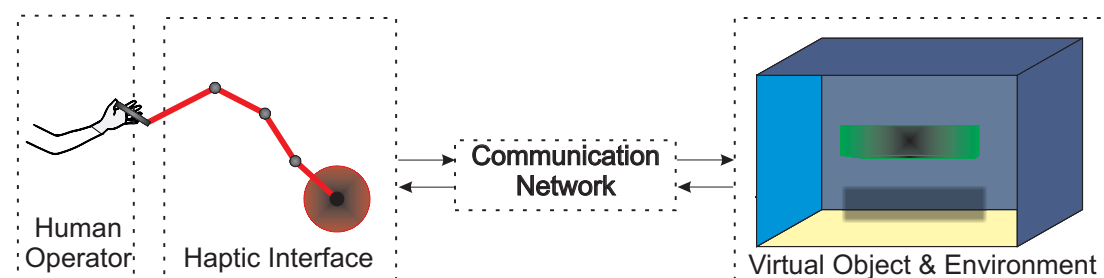 Human
Operator
Haptic Interface
Communication
Network
Virtual Object & Environment